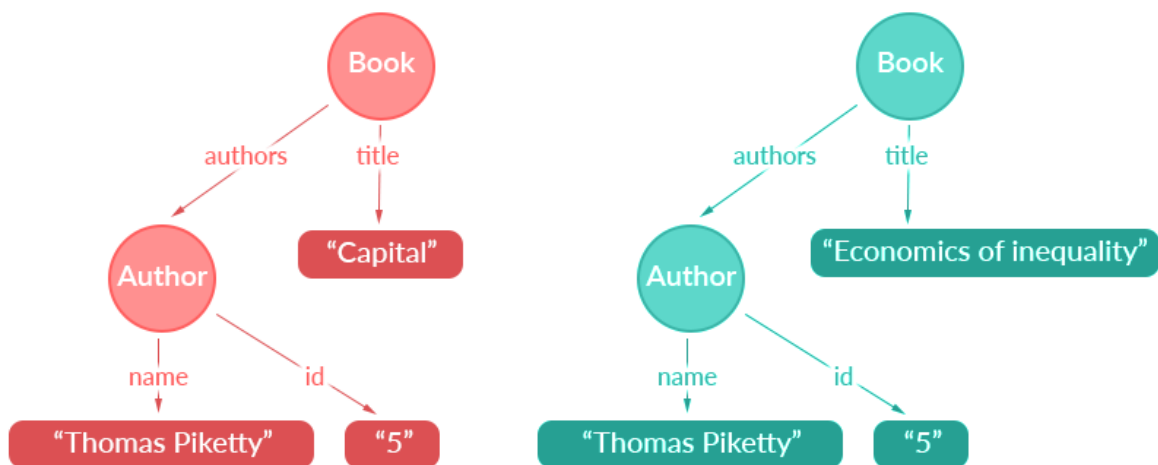 Book
authors
title
Author
“Capital”
name
id
“Thomas Piketty”
“5”
Book
authors
title
Author
“Economics of inequality”
name
id
“Thomas Piketty”
“5”